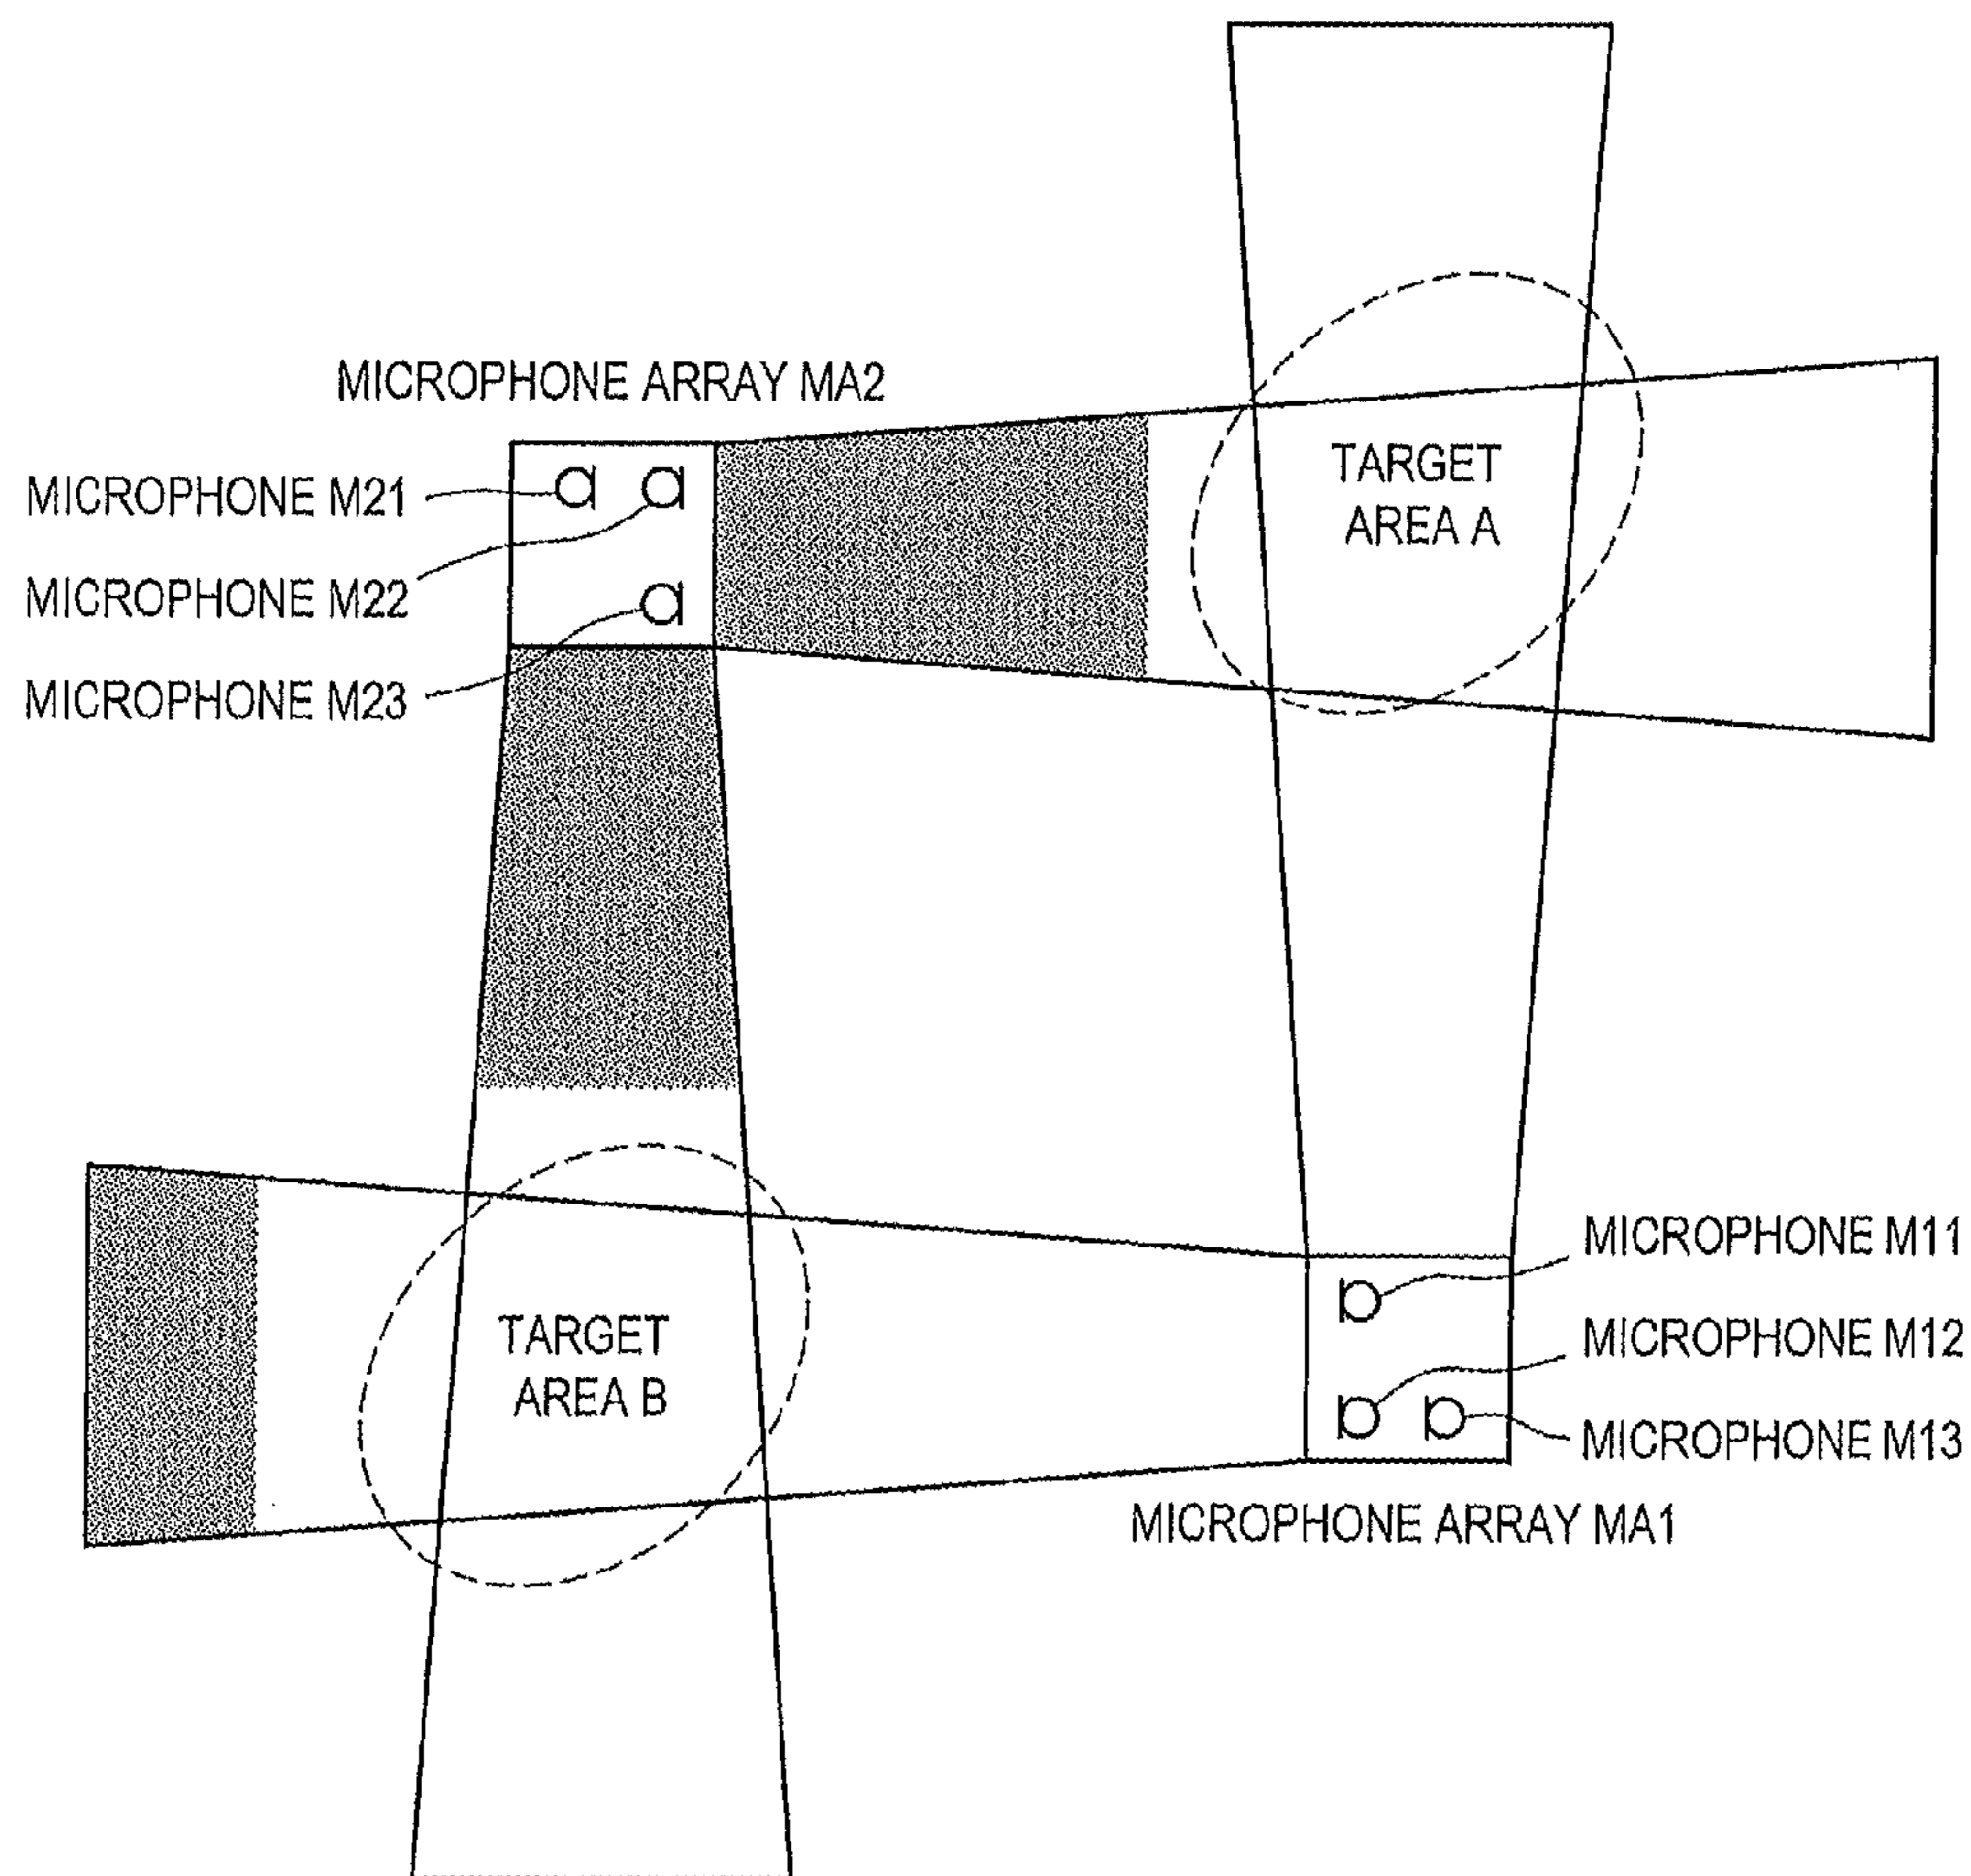 MICROPHONE ARRAY MA2
MICROPHONE M21
MICROPHONE M22
MICROPHONE M23
TARGET
AREA A
TARGET
AREA B
MICROPHONE M11
MICROPHONE M12
MICROPHONE M13
MICROPHONE ARRAY MA1